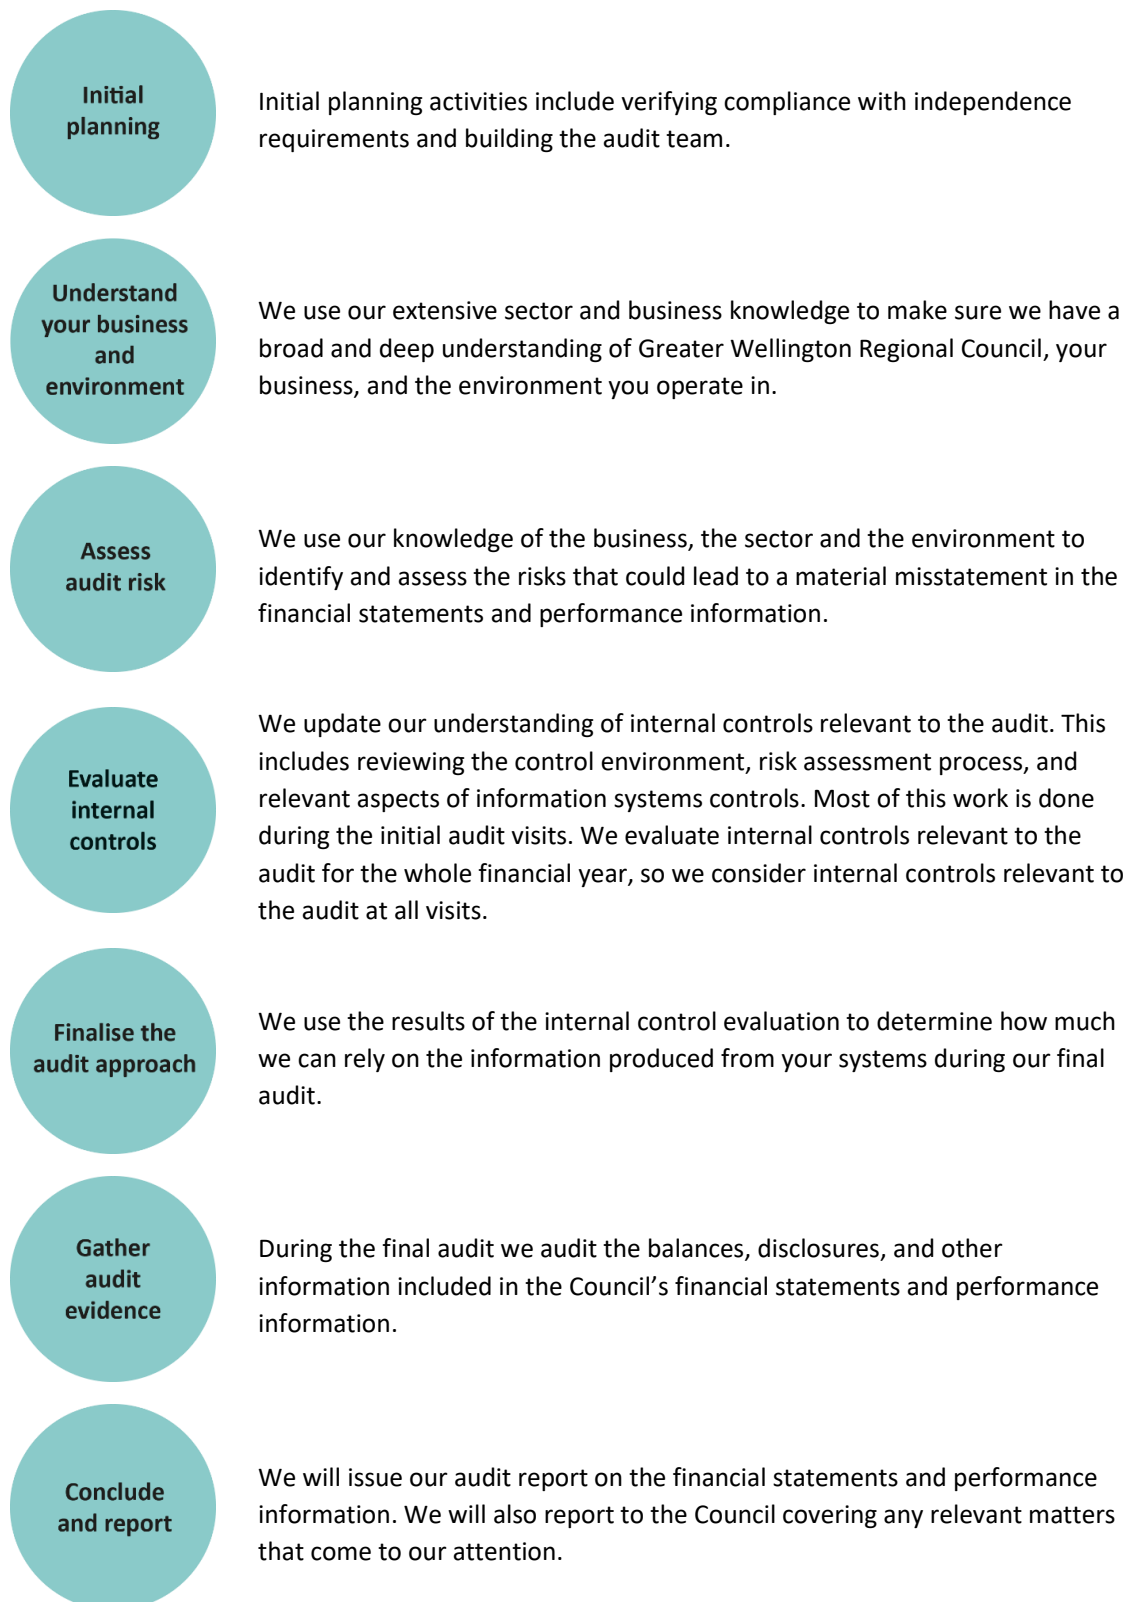 Initial
planning
Initial planning activities include verifying compliance with independence
requirements and building the audit team.
Understand
your business
and
environment
We use our extensive sector and business knowledge to make sure we have a
broad and deep understanding of Greater Wellington Regional Council, your
business, and the environment you operate in.
Assess
audit risk
We use our knowledge of the business, the sector and the environment to
identify and assess the risks that could lead to a material misstatement in the
financial statements and performance information.
Evaluate
internal
controls
We update our understanding of internal controls relevant to the audit. This
includes reviewing the control environment, risk assessment process, and
relevant aspects of information systems controls. Most of this work is done
during the initial audit visits. We evaluate internal controls relevant to the
audit for the whole financial year, so we consider internal controls relevant to
the audit at all visits.
Finalise the
audit approach
We use the results of the internal control evaluation to determine how much
we can rely on the information produced from your systems during our final
audit.
Gather
audit
evidence
During the final audit we audit the balances, disclosures, and other
information included in the Council’s financial statements and performance
information.
Conclude
and report
We will issue our audit report on the financial statements and performance
information. We will also report to the Council covering any relevant matters
that come to our attention.